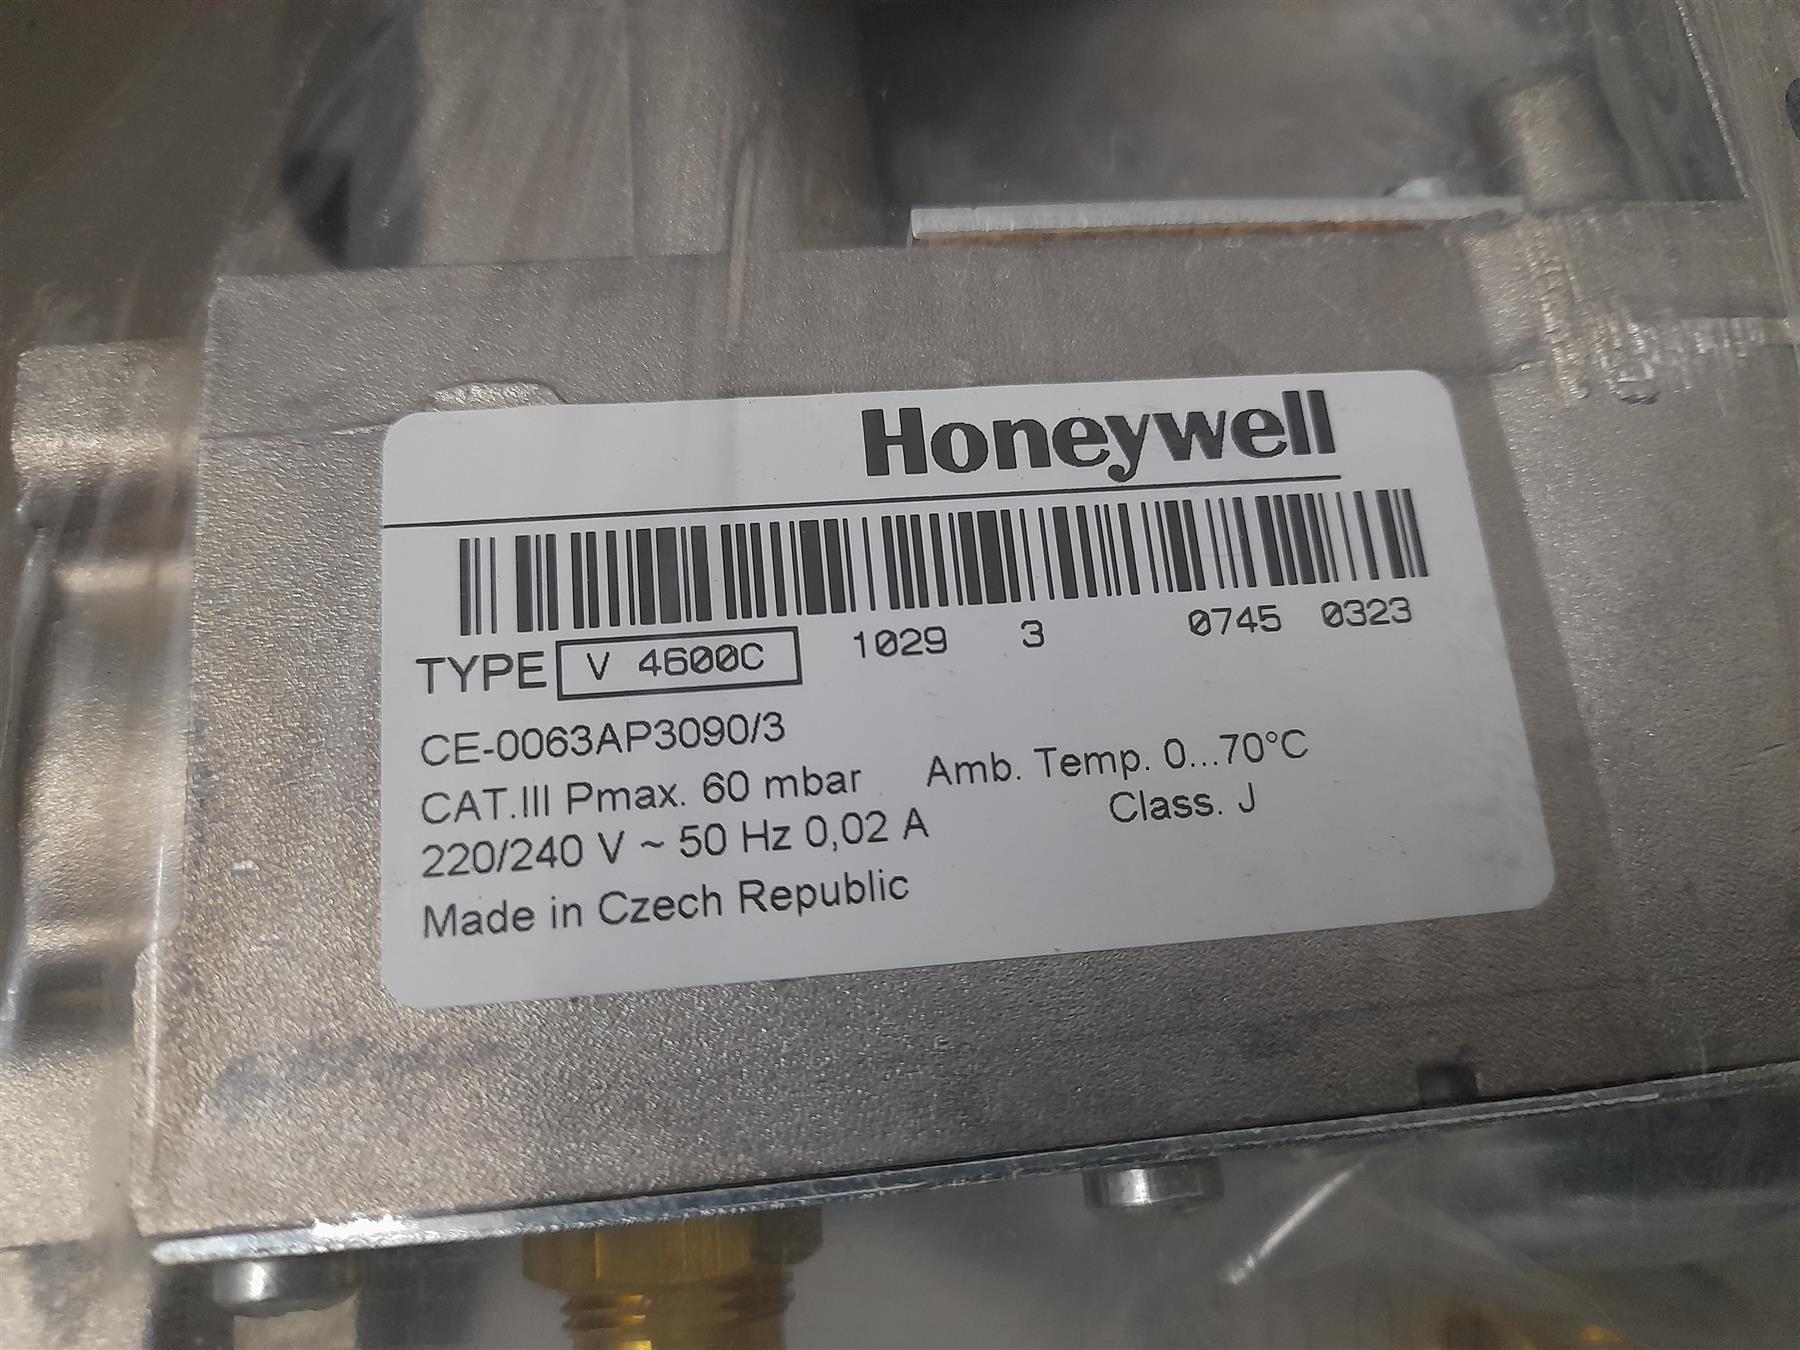 Honeywell
TYPE V 4600C 1029 3 0745 0323
CE-0063AP3090/3
CAT.III Pmax. 60 mbar Amb. Temp. 0...70°C
220/240 V ~ 50 Hz 0,02 A Class. J
Made in Czech Republic